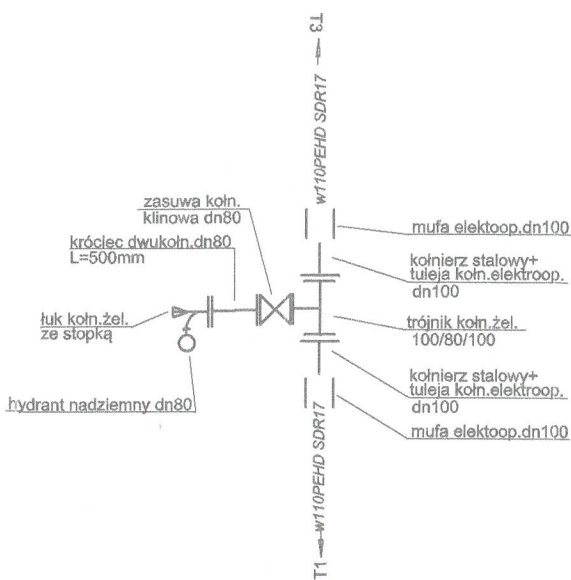 T3
w110PEHD SDR17
zasuwa kołn.
klinowa dn80
króciec dwukołn.dn80
L=500mm
łuk kołn.żel.
ze stopką
hydrant nadziemny dn80
mufa elektoop.dn100
kołnierz stalowy+
tuleja kołn.elektroop.
dn100
trójnik kołn.żel.
100/80/100
kołnierz stalowy+
tuleja kołn.elektroop.
dn100
mufa elektoop.dn100
w110PEHD SDR17
T1